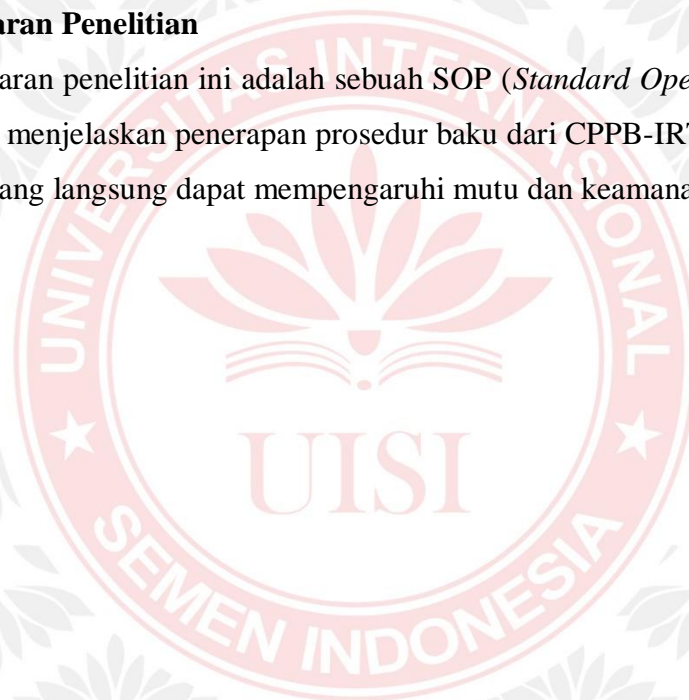 aran Penelitian
aran penelitian ini adalah sebuah SOP (Standard Ope
menjelaskan penerapan prosedur baku dari CPPB-IRT
ang langsung dapat mempengaruhi mutu dan keamana
UNIVERSITAS INTERNASIONAL
UISI
SEMEN INDONESIA